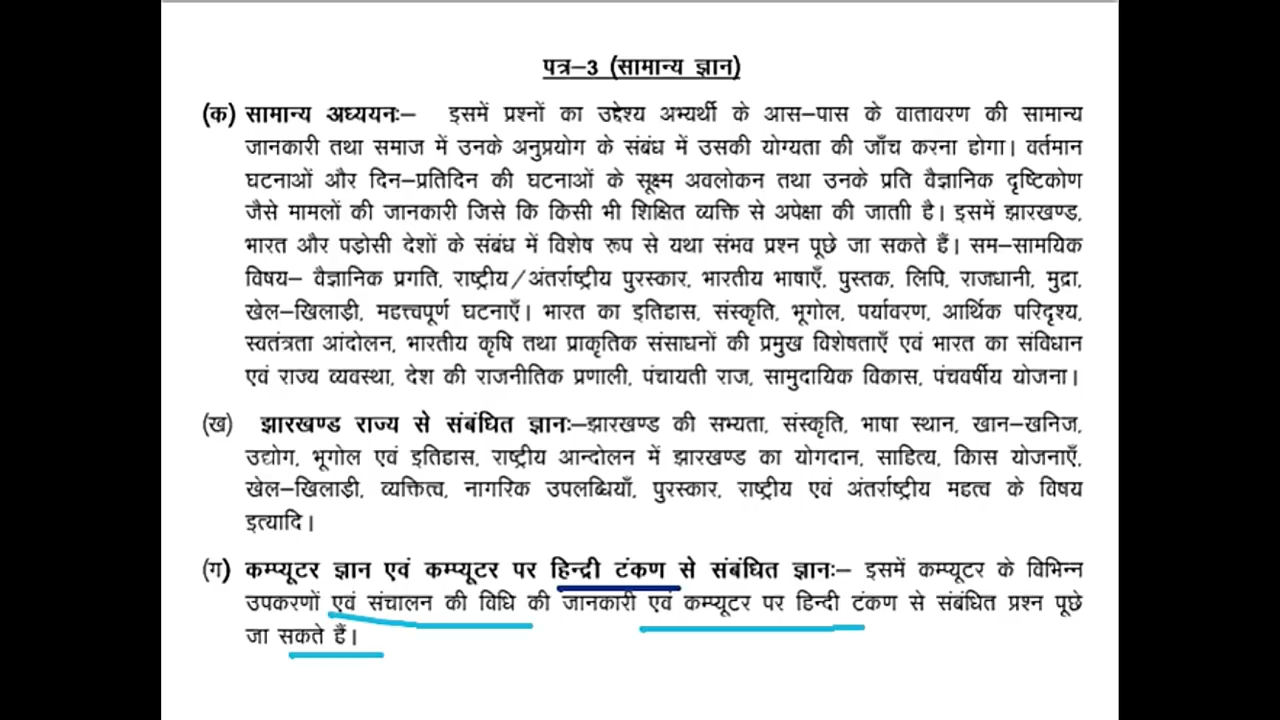 पत्र–3 (सामान्य ज्ञान)
(क) सामान्य अध्ययनः– इसमें प्रश्नों का उद्देश्य अभ्यर्थी के आस–पास के वातावरण की सामान्य
जानकारी तथा समाज में उनके अनुप्रयोग के संबंध में उसकी योग्यता की जाँच करना होगा। वर्तमान
घटनाओं और दिन–प्रतिदिन की घटनाओं के सूक्ष्म अवलोकन तथा उनके प्रति वैज्ञानिक दृष्टिकोण
जैसे मामलों की जानकारी जिसे कि किसी भी शिक्षित व्यक्ति से अपेक्षा की जाताी है। इसमें झारखण्ड,
भारत और पड़ोसी देशों के संबंध में विशेष रूप से यथा संभव प्रश्न पूछे जा सकते हैं। सम–सामयिक
विषय– वैज्ञानिक प्रगति, राष्ट्रीय/अंतर्राष्ट्रीय पुरस्कार, भारतीय भाषाएँ, पुस्तक, लिपि, राजधानी, मुद्रा,
खेल–खिलाड़ी, महत्त्वपूर्ण घटनाएँ। भारत का इतिहास, संस्कृति, भूगोल, पर्यावरण, आर्थिक परिदृश्य,
स्वतंत्रता आंदोलन, भारतीय कृषि तथा प्राकृतिक संसाधनों की प्रमुख विशेषताएँ एवं भारत का संविधान
एवं राज्य व्यवस्था, देश की राजनीतिक प्रणाली, पंचायती राज, सामुदायिक विकास, पंचवर्षीय योजना।
(ख) झारखण्ड राज्य से संबंधित ज्ञानः–झारखण्ड की सभ्यता, संस्कृति, भाषा स्थान, खान–खनिज,
उद्योग, भूगोल एवं इतिहास, राष्ट्रीय आन्दोलन में झारखण्ड का योगदान, साहित्य, किास योजनाएँ,
खेल–खिलाड़ी, व्यक्तित्व, नागरिक उपलब्धियाँ, पुरस्कार, राष्ट्रीय एवं अंतर्राष्ट्रीय महत्व के विषय
इत्यादि।
(ग) कम्प्यूटर ज्ञान एवं कम्प्यूटर पर हिन्दी टंकण से संबंधित ज्ञानः– इसमें कम्प्यूटर के विभिन्न
उपकरणों एवं संचालन की विधि की जानकारी एवं कम्प्यूटर पर हिन्दी टंकण से संबंधित प्रश्न पूछे
जा सकते हैं।